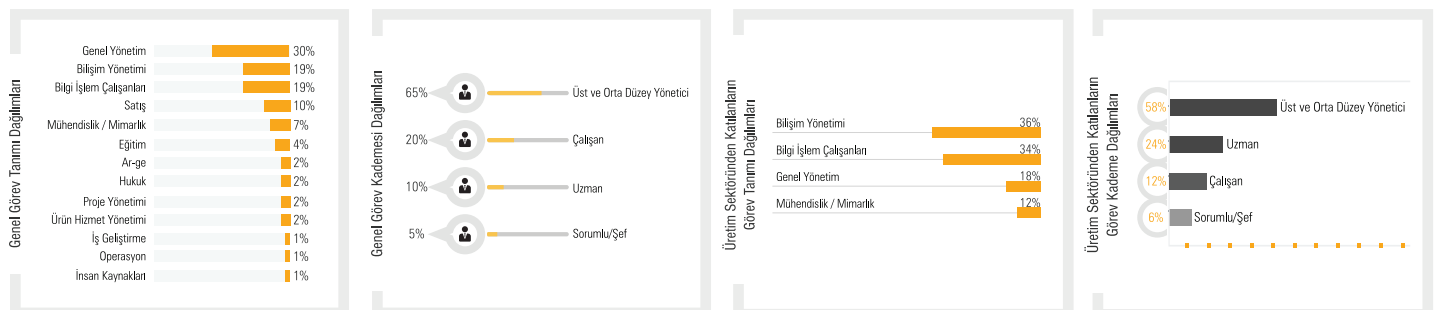 Genel Görev Tanımı Dağılımları
Genel Yönetim 30%
Bilişim Yönetimi 19%
Bilgi İşlem Çalışanları 19%
Satış 10%
Mühendislik / Mimarlık 7%
Eğitim 4%
Ar-ge 2%
Hukuk 2%
Proje Yönetimi 2%
Ürün Hizmet Yönetimi 2%
İş Geliştirme 1%
Operasyon 1%
İnsan Kaynakları 1%
Genel Görev Kademesi Dağılımları
65% Üst ve Orta Düzey Yönetici
20% Çalışan
10% Uzman
5% Sorumlu/Şef
Üretim Sektöründen Katılanların
Görev Tanımı Dağılımları
Bilişim Yönetimi 36%
Bilgi İşlem Çalışanları 34%
Genel Yönetim 18%
Mühendislik / Mimarlık 12%
Üretim Sektöründen Katılanların
Görev Kademe Dağılımları
58% Üst ve Orta Düzey Yönetici
24% Uzman
12% Çalışan
6% Sorumlu/Şef